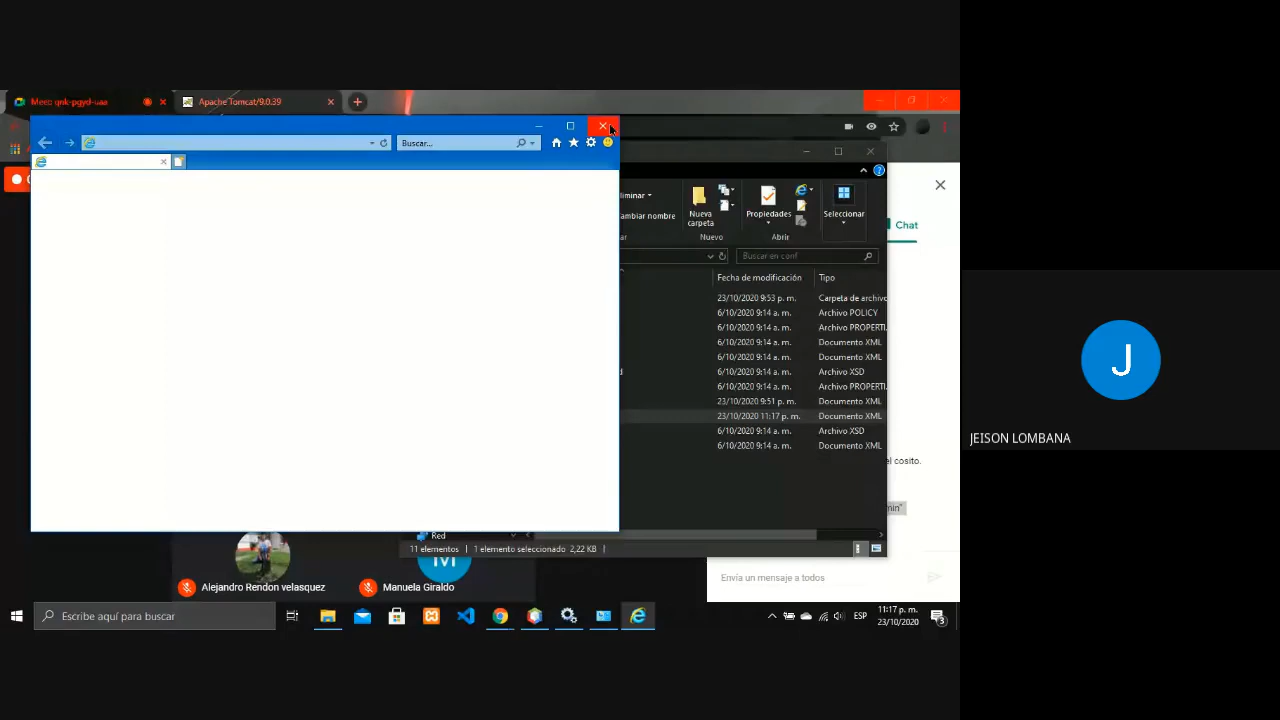 Meet: qnk-pgyd-uaa
Apache Tomcat/9.0.39
Buscar...
liminar
ambiar nombre
ar
Nueva carpeta
Nuevo
Propiedades
Abrir
Seleccionar
Chat
Buscar en conf
Fecha de modificación Tipo
23/10/2020 9:53 p. m. Carpeta de archivo
6/10/2020 9:14 a. m. Archivo POLICY
6/10/2020 9:14 a. m. Archivo PROPERTI
6/10/2020 9:14 a. m. Documento XML
6/10/2020 9:14 a. m. Documento XML
d 6/10/2020 9:14 a. m. Archivo XSD
6/10/2020 9:14 a. m. Archivo PROPERTI
23/10/2020 9:51 p. m. Documento XML
23/10/2020 11:17 p. m. Documento XML
6/10/2020 9:14 a. m. Archivo XSD
6/10/2020 9:14 a. m. Documento XML
el cosito.
min"
Red
11 elementos 1 elemento seleccionado 2,22 KB
Alejandro Rendon velasquez
M
Manuela Giraldo
Envía un mensaje a todos
Escribe aquí para buscar
ESP
11:17 p. m.
23/10/2020
3
J
JEISON LOMBANA